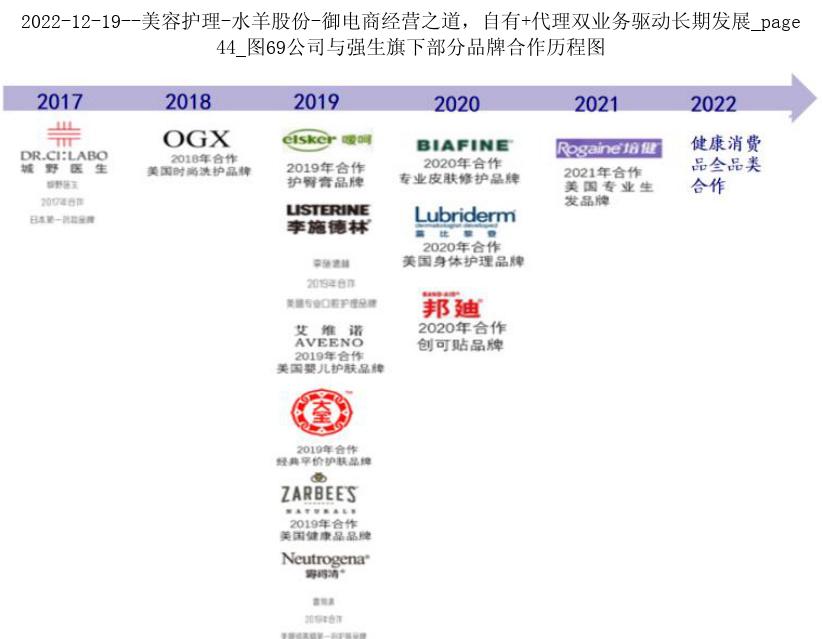 2022-12-19--美容护理-水羊股份-御电商经营之道，自有+代理双业务驱动长期发展_page
44_图69公司与强生旗下部分品牌合作历程图
2017
2018
2019
2020
2021
2022
DR.CI:LABO
城野医生
城野医生
2017年合作
日本第一药妆品牌
OGX
2018年合作
美国时尚洗护品牌
elsker 嗳呵
2019年合作
护臀膏品牌
LISTERINE
李施德林
李施德林
2019年合作
美国专业口腔护理品牌
艾维诺
AVEENO
2019年合作
美国婴儿护肤品牌
大宝
2019年合作
经典平价护肤品牌
ZARBEE'S
NATURALS
2019年合作
美国健康品品牌
Neutrogena
露得清
露得清
2019年合作
BIAFINE
2020年合作
专业皮肤修护品牌
Lubriderm
dermatologist developed
2020年合作
美国身体护理品牌
BAND-AID
邦迪
2020年合作
创可贴品牌
Rogaine 培健
2021年合作
美国专业生
发品牌
健康消费
品全品类
合作